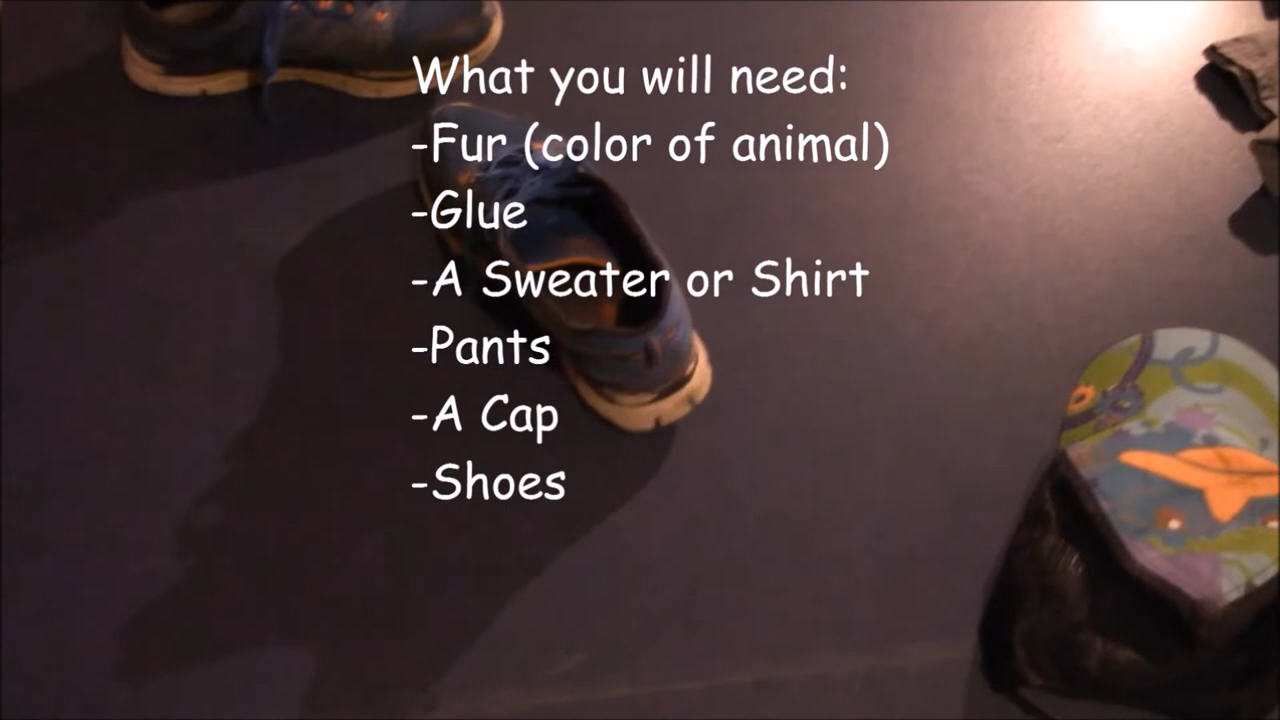 What you will need:
-Fur (color of animal)
-Glue
-A Sweater or Shirt
-Pants
-A Cap
-Shoes